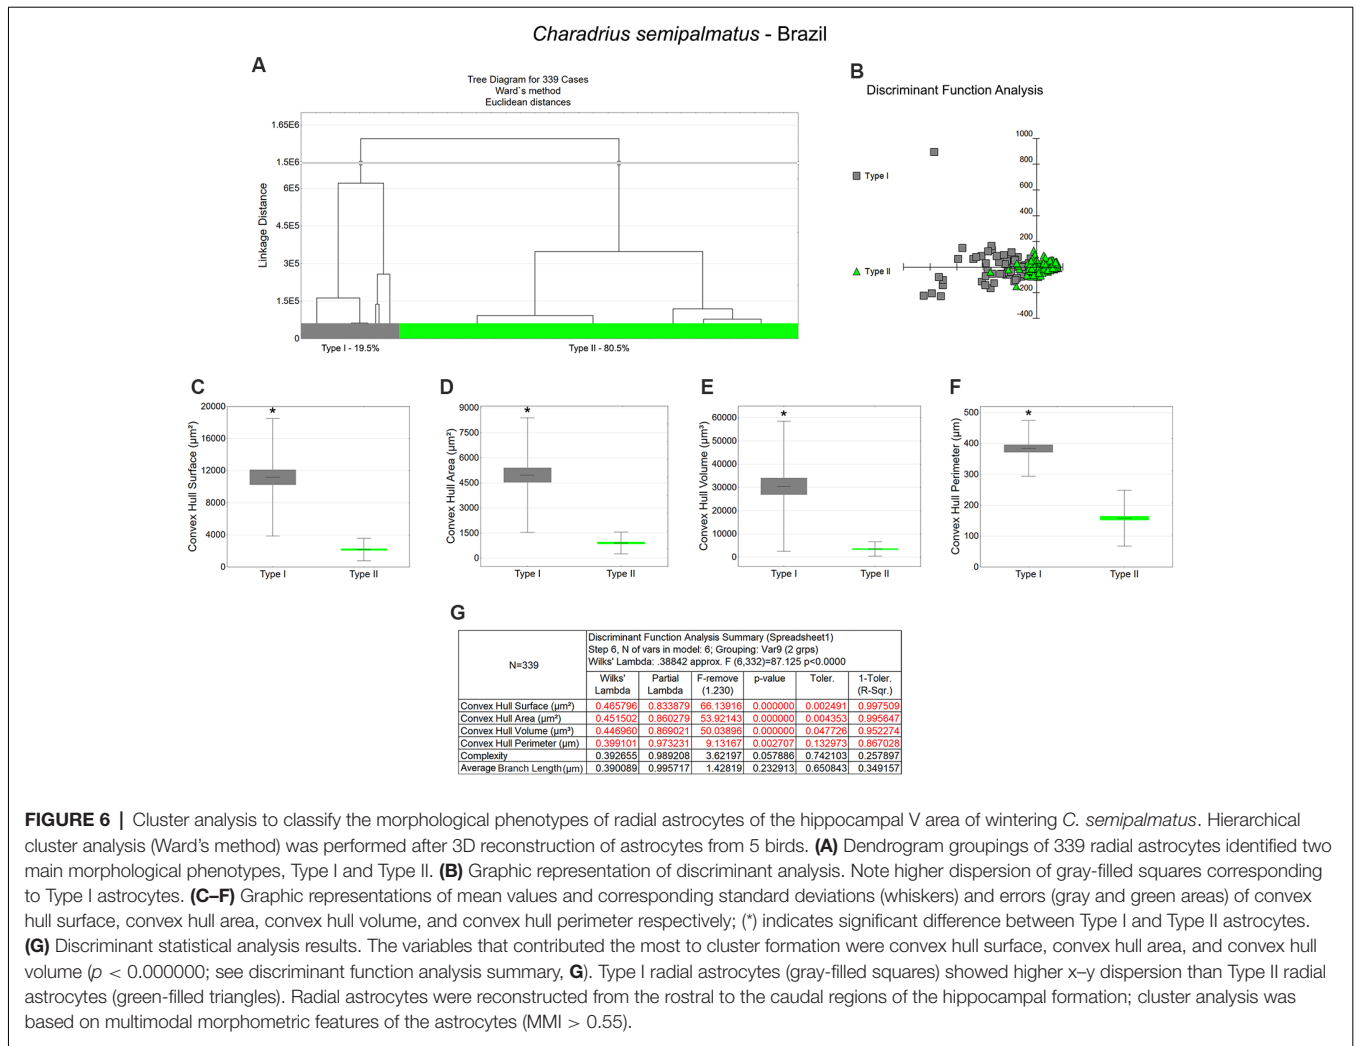 Charadrius semipalmatus - Brazil
A
Tree Diagram for 339 Cases
Ward`s method
Euclidean distances
1.65E6
1.5E6
6E5
4.5E5
3E5
1.5E5
0
Linkage Distance
Type I - 19.5%
Type II - 80.5%
B
Discriminant Function Analysis
Type I
Type II
1000
800
600
400
200
-200
-400
C
Convex Hull Surface (µm²)
20000
16000
12000
8000
4000
0
*
Type I
Type II
D
Convex Hull Area (µm²)
9000
7500
6000
4500
3000
1500
0
*
Type I
Type II
E
Convex Hull Volume (µm³)
60000
50000
40000
30000
20000
10000
0
*
Type I
Type II
F
Convex Hull Perimeter (µm)
500
400
300
200
100
0
*
Type I
Type II
G
N=339
Discriminant Function Analysis Summary (Spreadsheet1)
Step 6, N of vars in model: 6; Grouping: Var9 (2 grps)
Wilks' Lambda: .38842 approx. F (6,332)=87.125 p<0.0000
Wilks' Lambda Partial Lambda F-remove (1.230) p-value Toler. 1-Toler. (R-Sqr.)
Convex Hull Surface (µm²) 0.465796 0.833879 66.13916 0.000000 0.002491 0.997509
Convex Hull Area (µm²) 0.451502 0.860279 53.92143 0.000000 0.004353 0.995647
Convex Hull Volume (µm³) 0.446960 0.869021 50.03896 0.000000 0.047726 0.952274
Convex Hull Perimeter (µm) 0.399101 0.973231 9.13167 0.002707 0.132973 0.867028
Complexity 0.392655 0.989208 3.62197 0.057886 0.742103 0.257897
Average Branch Length (µm) 0.390089 0.995717 1.42819 0.232913 0.650843 0.349157
FIGURE 6 | Cluster analysis to classify the morphological phenotypes of radial astrocytes of the hippocampal V area of wintering C. semipalmatus. Hierarchical
cluster analysis (Ward's method) was performed after 3D reconstruction of astrocytes from 5 birds. (A) Dendrogram groupings of 339 radial astrocytes identified two
main morphological phenotypes, Type I and Type II. (B) Graphic representation of discriminant analysis. Note higher dispersion of gray-filled squares corresponding
to Type I astrocytes. (C–F) Graphic representations of mean values and corresponding standard deviations (whiskers) and errors (gray and green areas) of convex
hull surface, convex hull area, convex hull volume, and convex hull perimeter respectively; (*) indicates significant difference between Type I and Type II astrocytes.
(G) Discriminant statistical analysis results. The variables that contributed the most to cluster formation were convex hull surface, convex hull area, and convex hull
volume (p < 0.000000; see discriminant function analysis summary, G). Type I radial astrocytes (gray-filled squares) showed higher x–y dispersion than Type II radial
astrocytes (green-filled triangles). Radial astrocytes were reconstructed from the rostral to the caudal regions of the hippocampal formation; cluster analysis was
based on multimodal morphometric features of the astrocytes (MMI > 0.55).